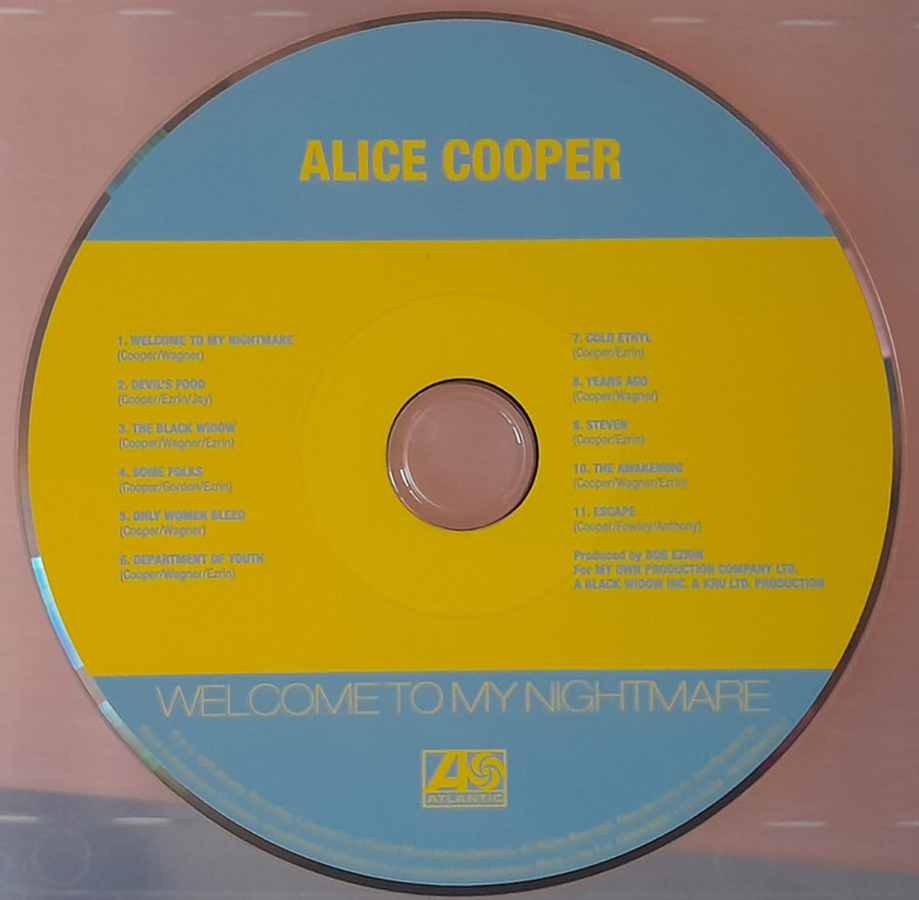 ALICE COOPER
1. WELCOME TO MY NIGHTMARE
(Cooper/Wagner)
2. DEVIL'S FOOD
(Cooper/Ezrin/Jay)
3. THE BLACK WIDOW
(Cooper/Wagner/Ezrin)
4. SOME FOLKS
(Cooper/Gordon/Ezrin)
5. ONLY WOMEN BLEED
(Cooper/Wagner)
6. DEPARTMENT OF YOUTH
(Cooper/Wagner/Ezrin)
7. COLD ETHYL
(Cooper/Ezrin)
8. YEARS AGO
(Cooper/Wagner)
9. STEVEN
(Cooper/Ezrin)
10. THE AWAKENING
(Cooper/Wagner/Ezrin)
11. ESCAPE
(Cooper/Fowley/Anthony)
Produced by BOB EZRIN
For MY OWN PRODUCTION COMPANY LTD.
A BLACK WIDOW INC. & KRU LTD. PRODUCTION
WELCOME TO MY NIGHTMARE
ATLANTIC